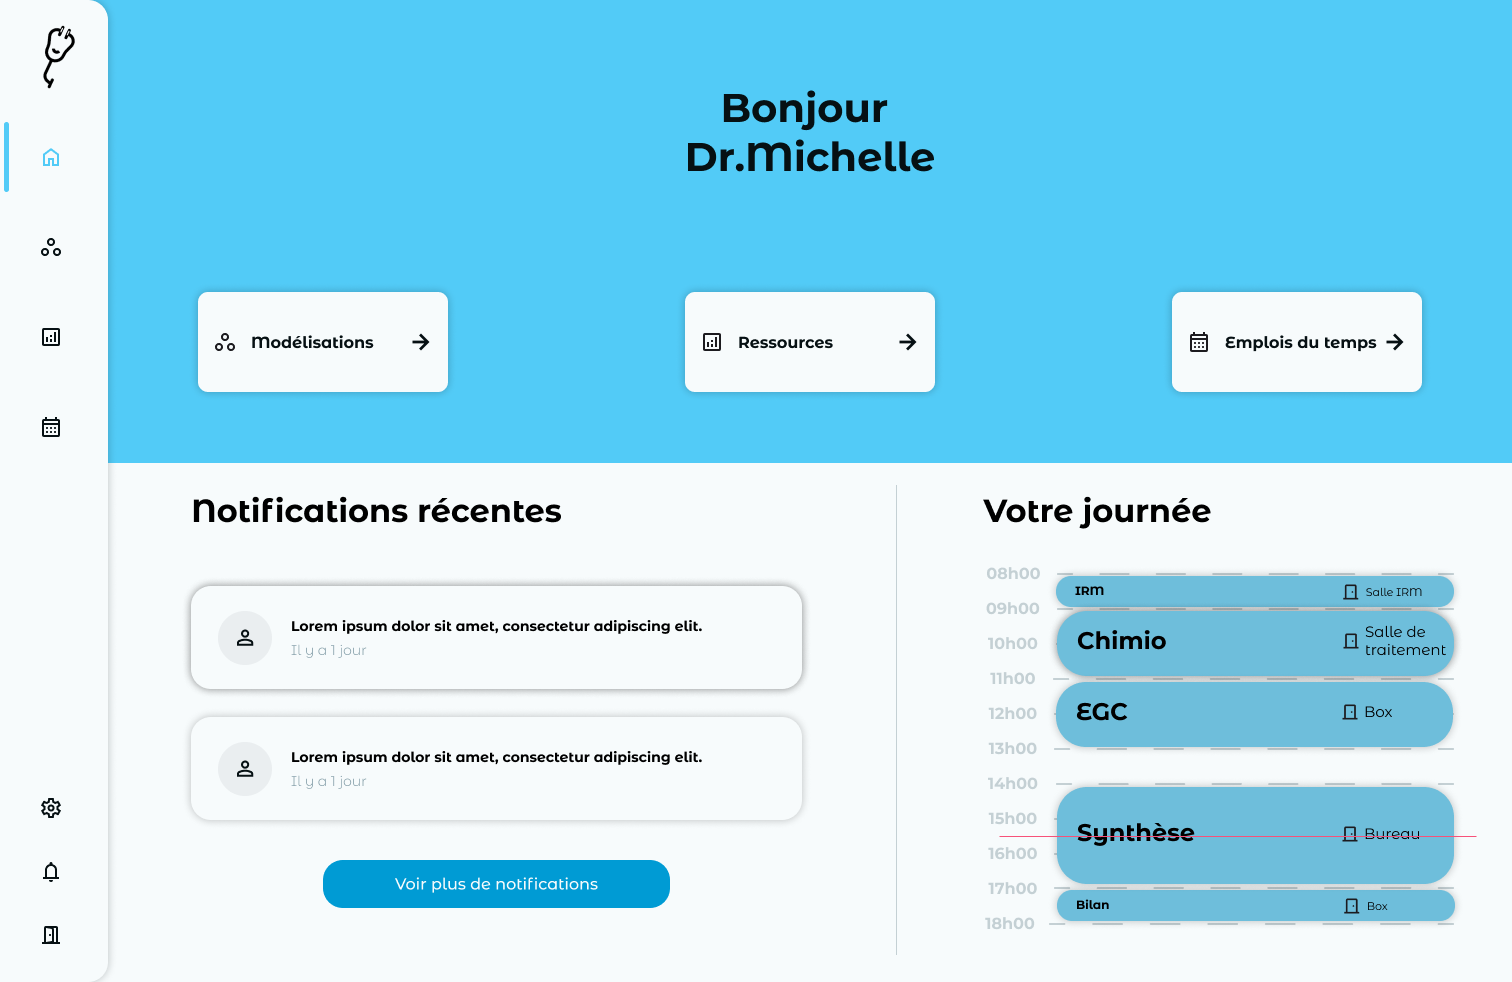 Bonjour
Dr.Michelle
Modélisations
Ressources
Emplois du temps
Notifications récentes
Lorem ipsum dolor sit amet, consectetur adipiscing elit.
Il y a 1 jour
Lorem ipsum dolor sit amet, consectetur adipiscing elit.
Il y a 1 jour
Voir plus de notifications
Votre journée
08h00
IRM
Salle IRM
09h00
Chimio
Salle de
traitement
10h00
11h00
EGC
Box
12h00
13h00
14h00
15h00
Synthèse
Bureau
16h00
17h00
Bilan
Box
18h00